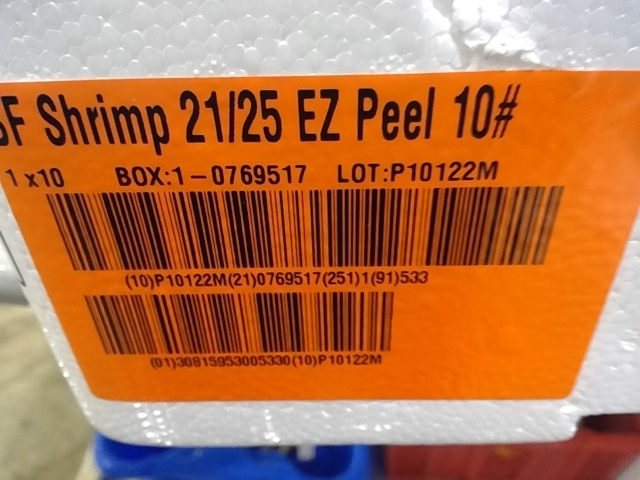 Shrimp 21/25 EZ Peel 10#
1 x10 BOX:1-0769517 LOT:P10122M
(10)P10122M(21)0769517(251)1(91)533
(01)30815953005330(10)P10122M